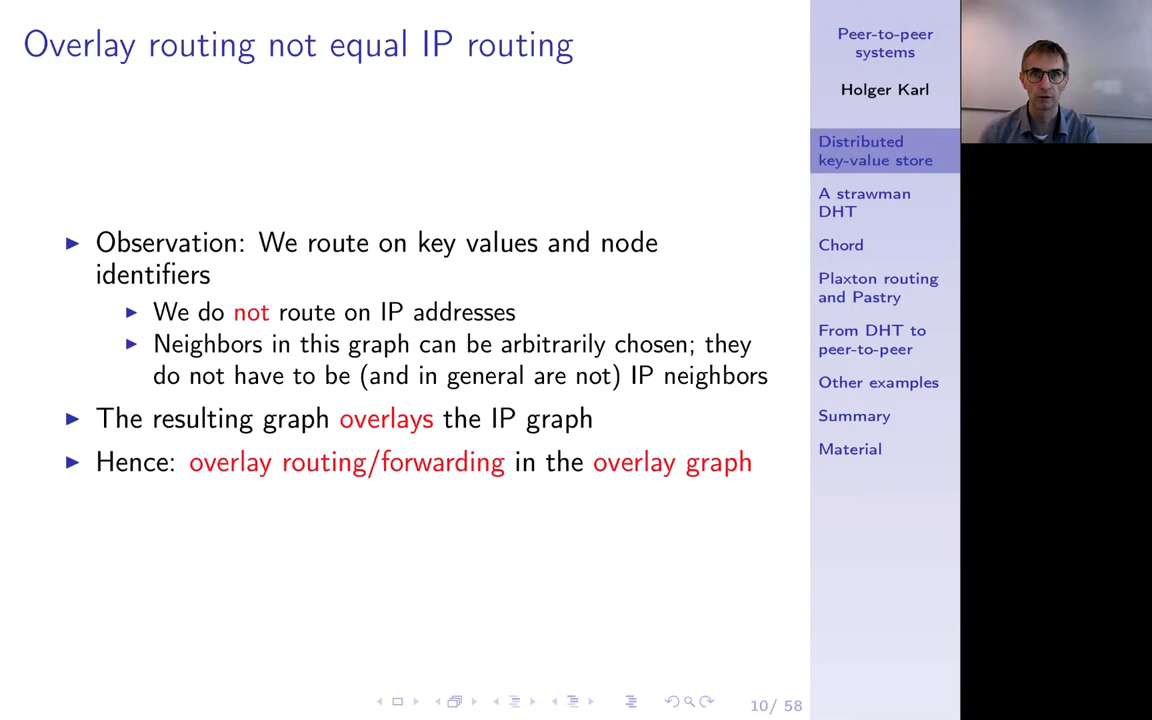 Overlay routing not equal IP routing
Observation: We route on key values and node
identifiers
We do not route on IP addresses
Neighbors in this graph can be arbitrarily chosen; they
do not have to be (and in general are not) IP neighbors
The resulting graph overlays the IP graph
Hence: overlay routing/forwarding in the overlay graph
10/ 58
Peer-to-peer
systems
Holger Karl
Distributed
key-value store
A strawman
DHT
Chord
Plaxton routing
and Pastry
From DHT to
peer-to-peer
Other examples
Summary
Material